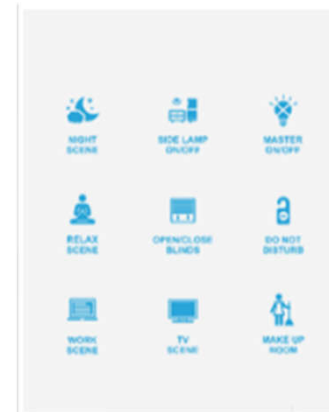 NIGHT
SCENE
SIDE LAMP
ON/OFF
MASTER
ON/OFF
RELAX
SCENE
OPEN/CLOSE
BLINDS
DO NOT
DISTURB
WORK
SCENE
TV
SCENE
MAKE UP
ROOM